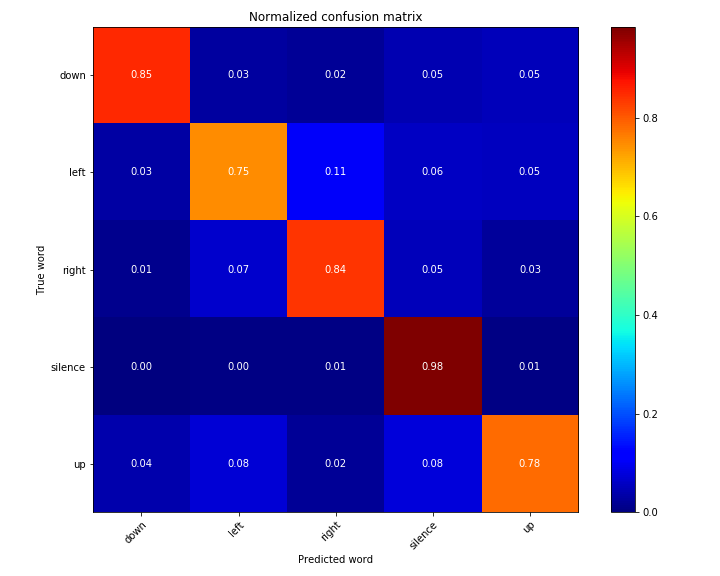 Normalized confusion matrix
True word
down 0.85 0.03 0.02 0.05 0.05
left 0.03 0.75 0.11 0.06 0.05
right 0.01 0.07 0.84 0.05 0.03
silence 0.00 0.00 0.01 0.98 0.01
up 0.04 0.08 0.02 0.08 0.78
down left right silence up
Predicted word
0.8
0.6
0.4
0.2
0.0